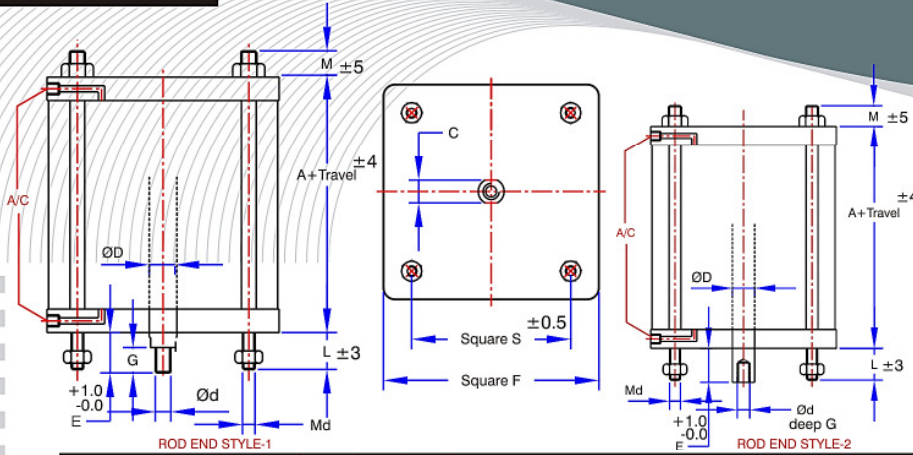 M ±5
A+Travel ±4
A/C
ØD
G
L ±3
+1.0
-0.0
E
Ød
Md
ROD END STYLE-1
C
±0.5
Square S
Square F
M ±5
±4
A+Travel
A/C
ØD
L ±3
Md
+1.0
-0.0
E
Ød
deep G
ROD END STYLE-2